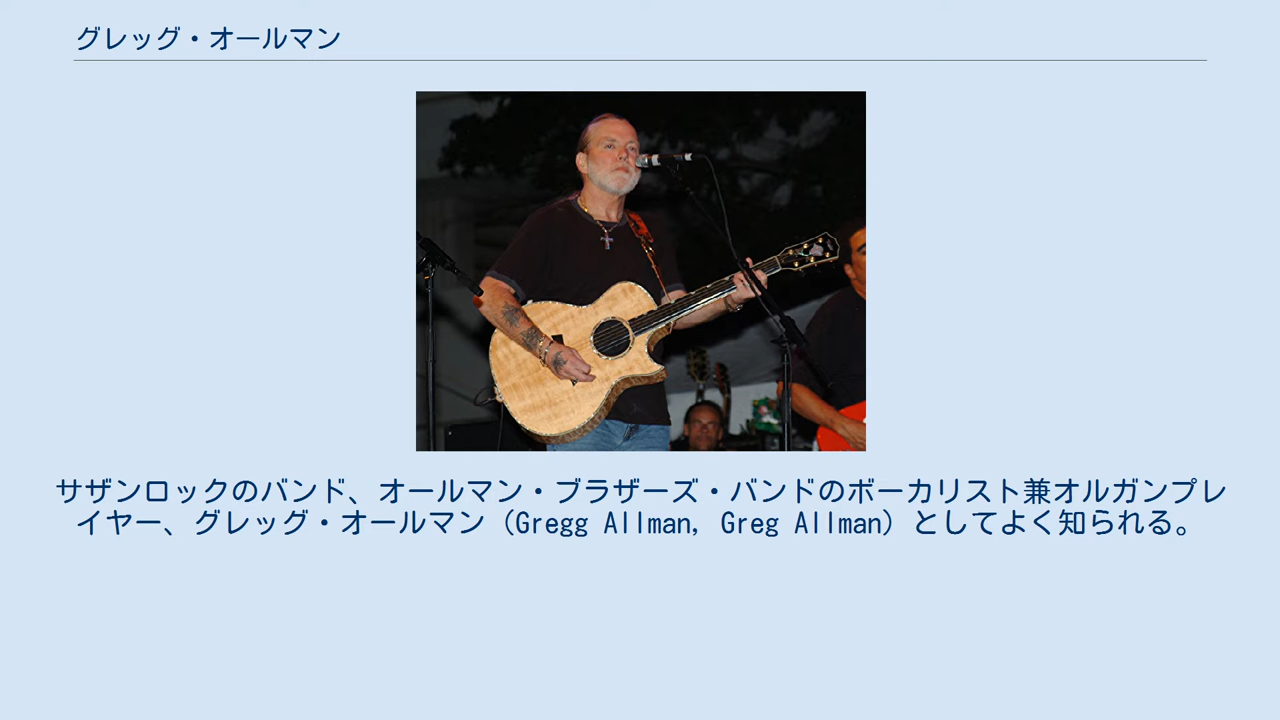 グレッグ・オールマン
サザンロックのバンド、オールマン・ブラザーズ・バンドのボーカリスト兼オルガンプレ
イヤー、グレッグ・オールマン（Gregg Allman, Greg Allman）としてよく知られる。